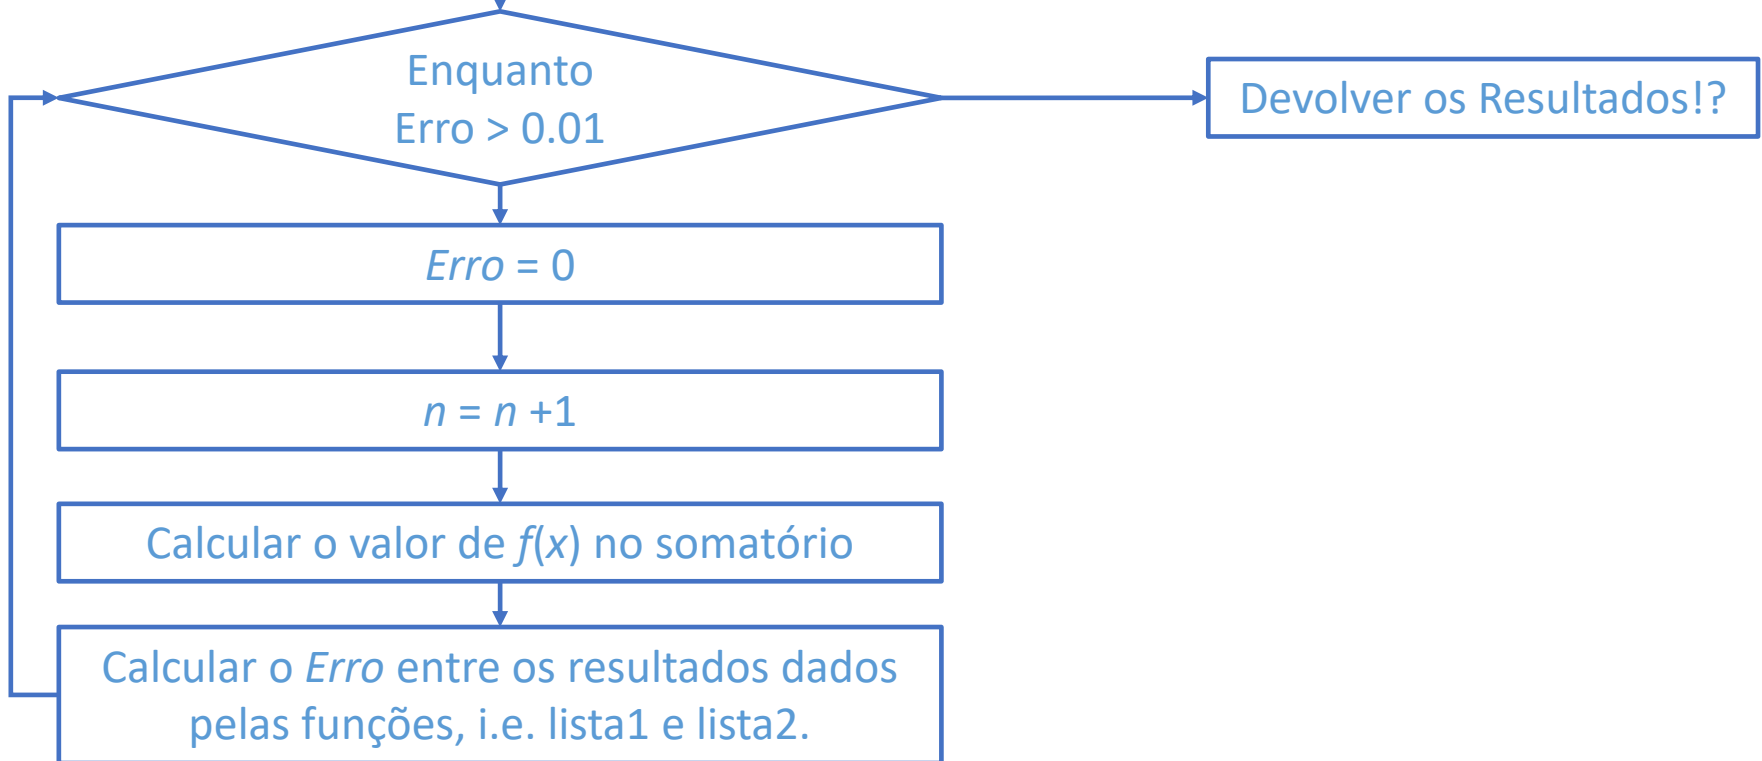 Enquanto
Erro > 0.01
Devolver os Resultados!?
Erro = 0
n = n +1
Calcular o valor de f(x) no somatório
Calcular o Erro entre os resultados dados
pelas funções, i.e. lista1 e lista2.